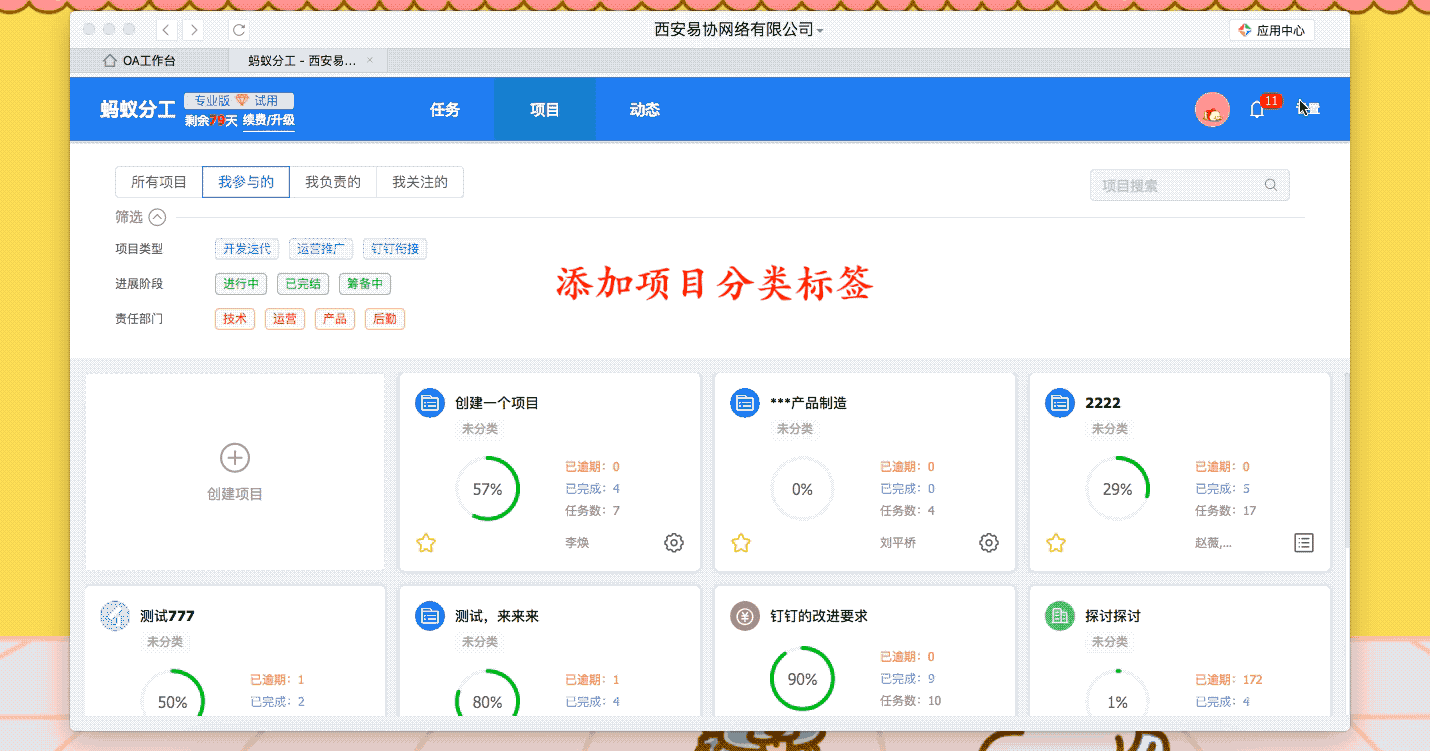 西安易协网络有限公司
应用中心
OA工作台
蚂蚁分工 - 西安易... ×
蚂蚁分工
专业版 试用
剩余79天 续费/升级
任务 项目 动态
11
所有项目 我参与的 我负责的 我关注的
项目搜索
筛选
项目类型 开发迭代 运营推广 钉钉衔接
进展阶段 进行中 已完结 筹备中
责任部门 技术 运营 产品 后勤
添加项目分类标签
创建项目
创建一个项目
未分类
57%
已逾期：0
已完成：4
任务数：7
李焕
***产品制造
未分类
0%
已逾期：0
已完成：0
任务数：4
刘平桥
2222
未分类
29%
已逾期：0
已完成：5
任务数：17
赵薇,...
测试777
未分类
50%
已逾期：1
已完成：2
测试，来来来
未分类
80%
已逾期：1
已完成：4
钉钉的改进要求
90%
已逾期：0
已完成：9
任务数：10
探讨探讨
未分类
1%
已逾期：172
已完成：4